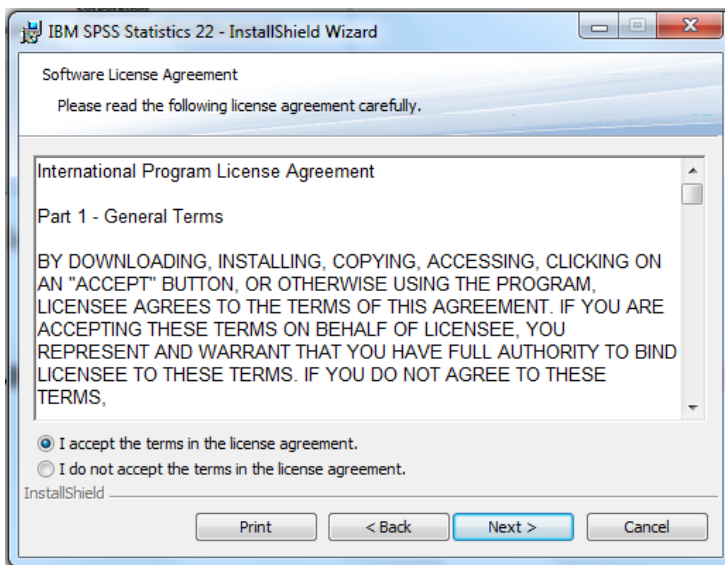 IBM SPSS Statistics 22 - InstallShield Wizard
Software License Agreement
Please read the following license agreement carefully.
International Program License Agreement
Part 1 - General Terms
BY DOWNLOADING, INSTALLING, COPYING, ACCESSING, CLICKING ON
AN "ACCEPT" BUTTON, OR OTHERWISE USING THE PROGRAM,
LICENSEE AGREES TO THE TERMS OF THIS AGREEMENT. IF YOU ARE
ACCEPTING THESE TERMS ON BEHALF OF LICENSEE, YOU
REPRESENT AND WARRANT THAT YOU HAVE FULL AUTHORITY TO BIND
LICENSEE TO THESE TERMS. IF YOU DO NOT AGREE TO THESE
TERMS,
I accept the terms in the license agreement.
I do not accept the terms in the license agreement.
InstallShield
Print
< Back
Next >
Cancel